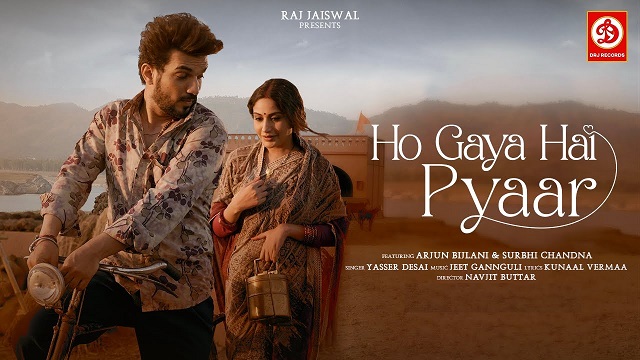 RAJ JAISWAL
PRESENTS
DRJ RECORDS
Ho Gaya Hai
Pyaar
FEATURING ARJUN BIJLANI & SURBHI CHANDNA
SINGER YASSER DESAI MUSIC JEET GANNGULI LYRICS KUNAAL VERMAA
DIRECTOR NAVJIT BUTTAR